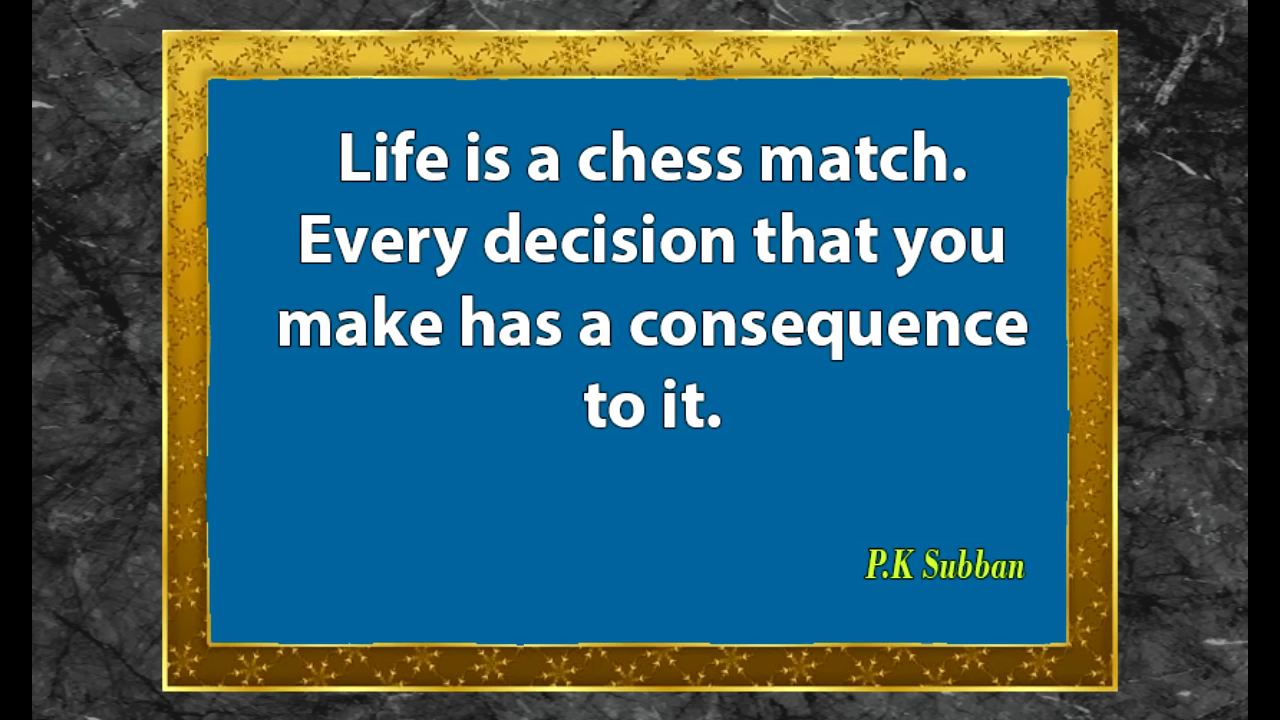 Life is a chess match.
Every decision that you
make has a consequence
to it.
P.K Subban